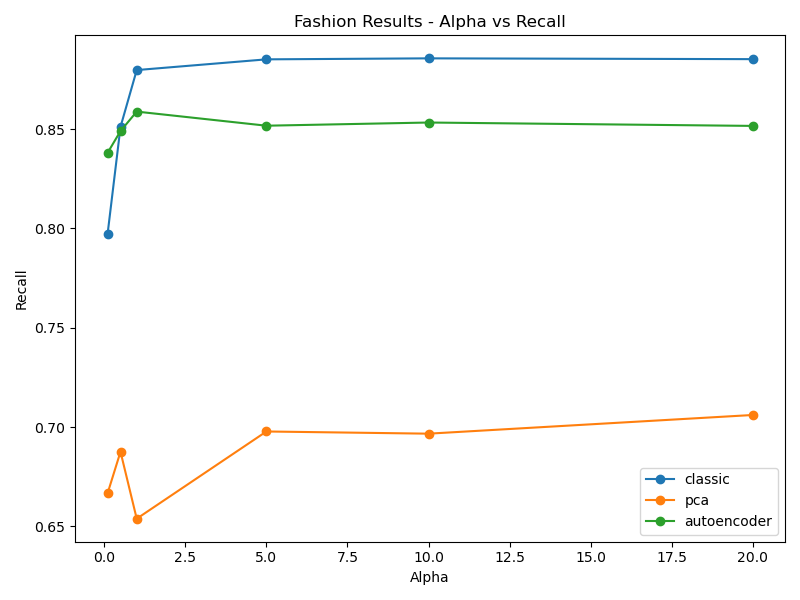 Fashion Results - Alpha vs Recall
Recall
0.85
0.80
0.75
0.70
0.65
0.0 2.5 5.0 7.5 10.0 12.5 15.0 17.5 20.0
Alpha
classic
pca
autoencoder